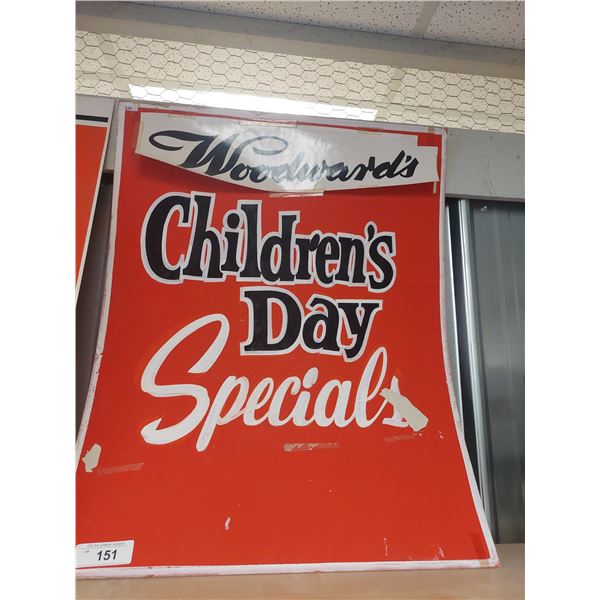 Woodward's
Children's
Day
Specials
151